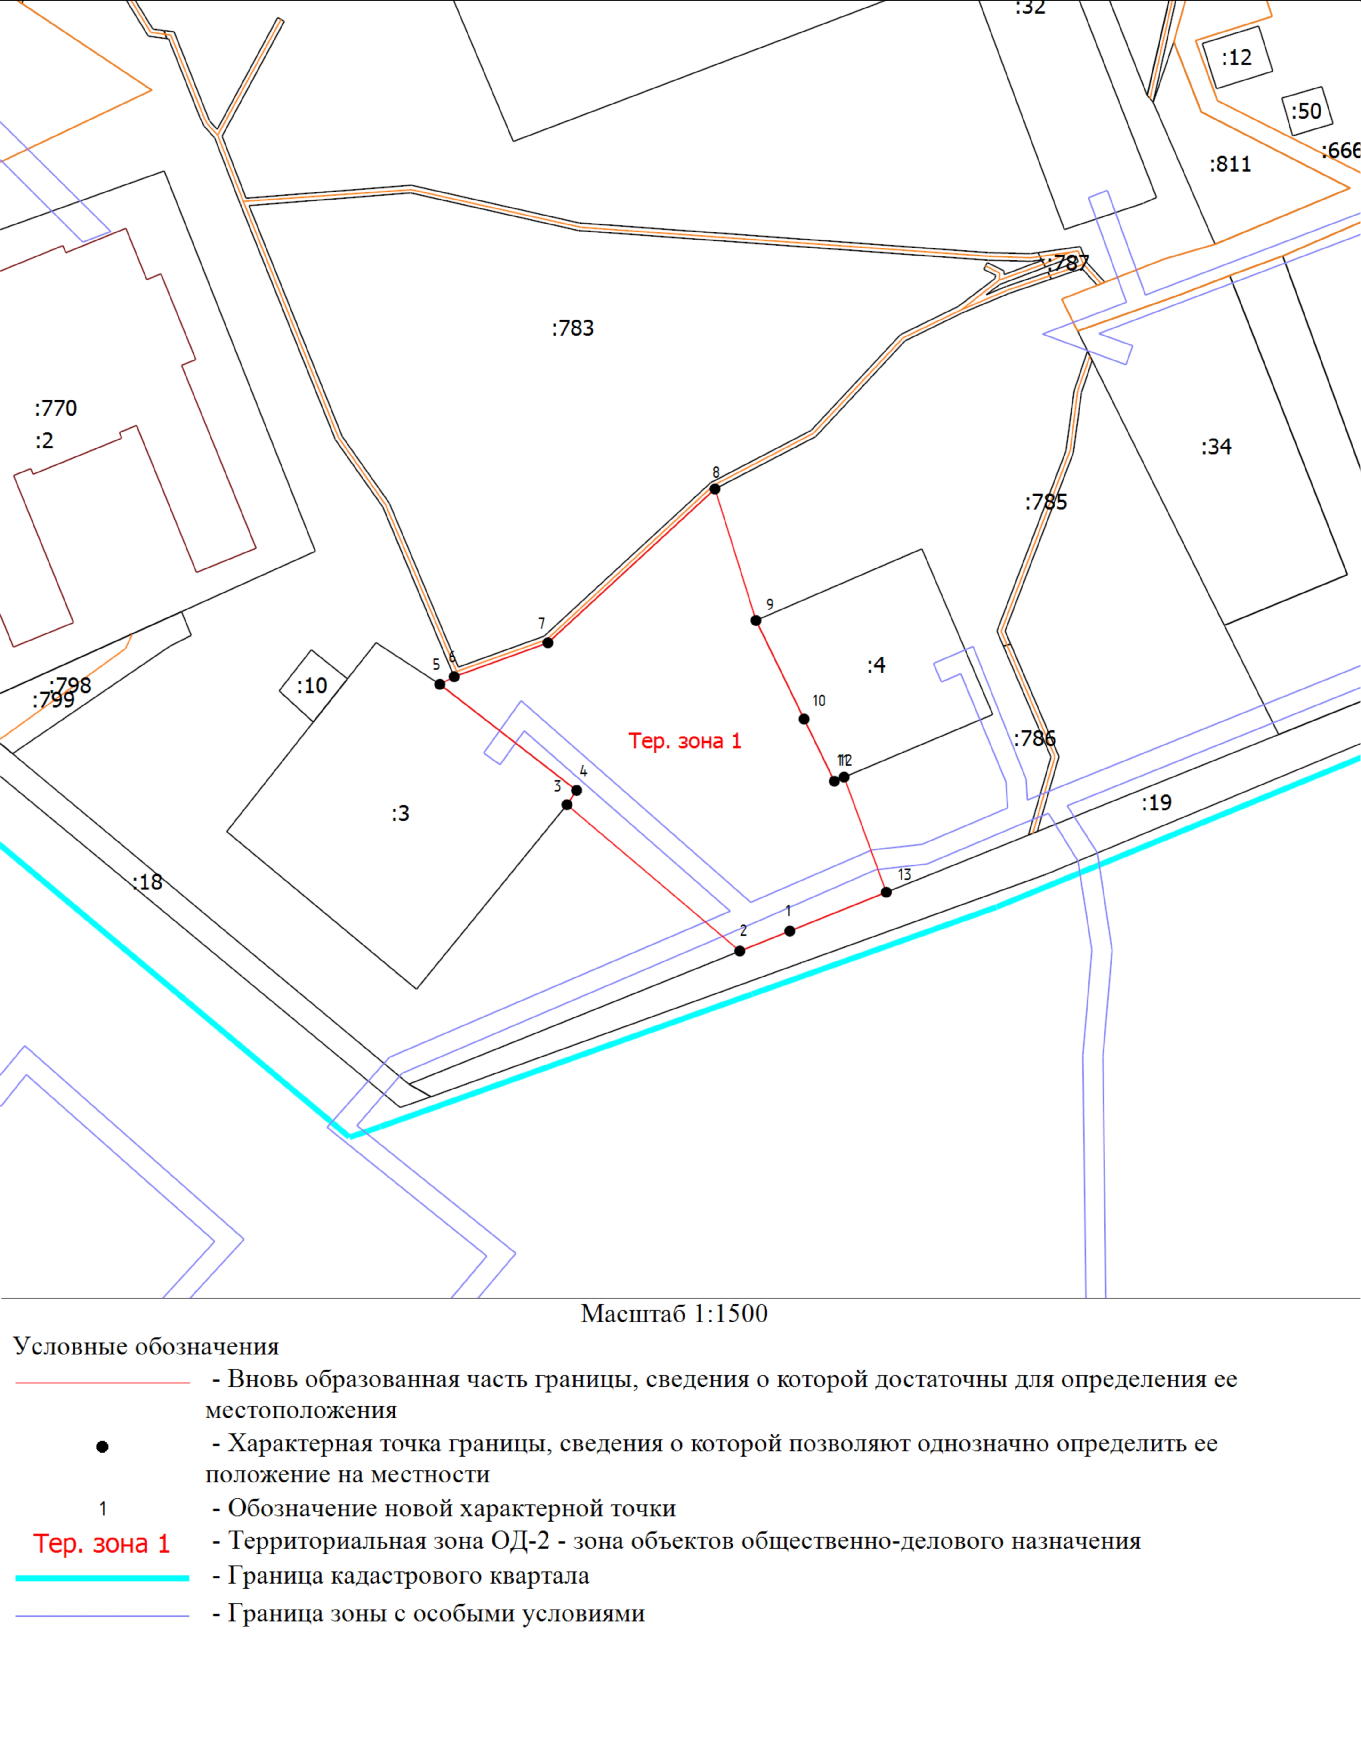 :32
:12
:50
:666
:811
:787
:783
:770
:2
:34
8
:785
9
7
6
5
:4
:10
:798
:799
10
Тер. зона 1
:786
4
3
11
12
:3
:19
:18
13
1
2
Масштаб 1:1500
Условные обозначения
- Вновь образованная часть границы, сведения о которой достаточны для определения ее
местоположения
- Характерная точка границы, сведения о которой позволяют однозначно определить ее
положение на местности
1 - Обозначение новой характерной точки
Тер. зона 1 - Территориальная зона ОД-2 - зона объектов общественно-делового назначения
- Граница кадастрового квартала
- Граница зоны с особыми условиями